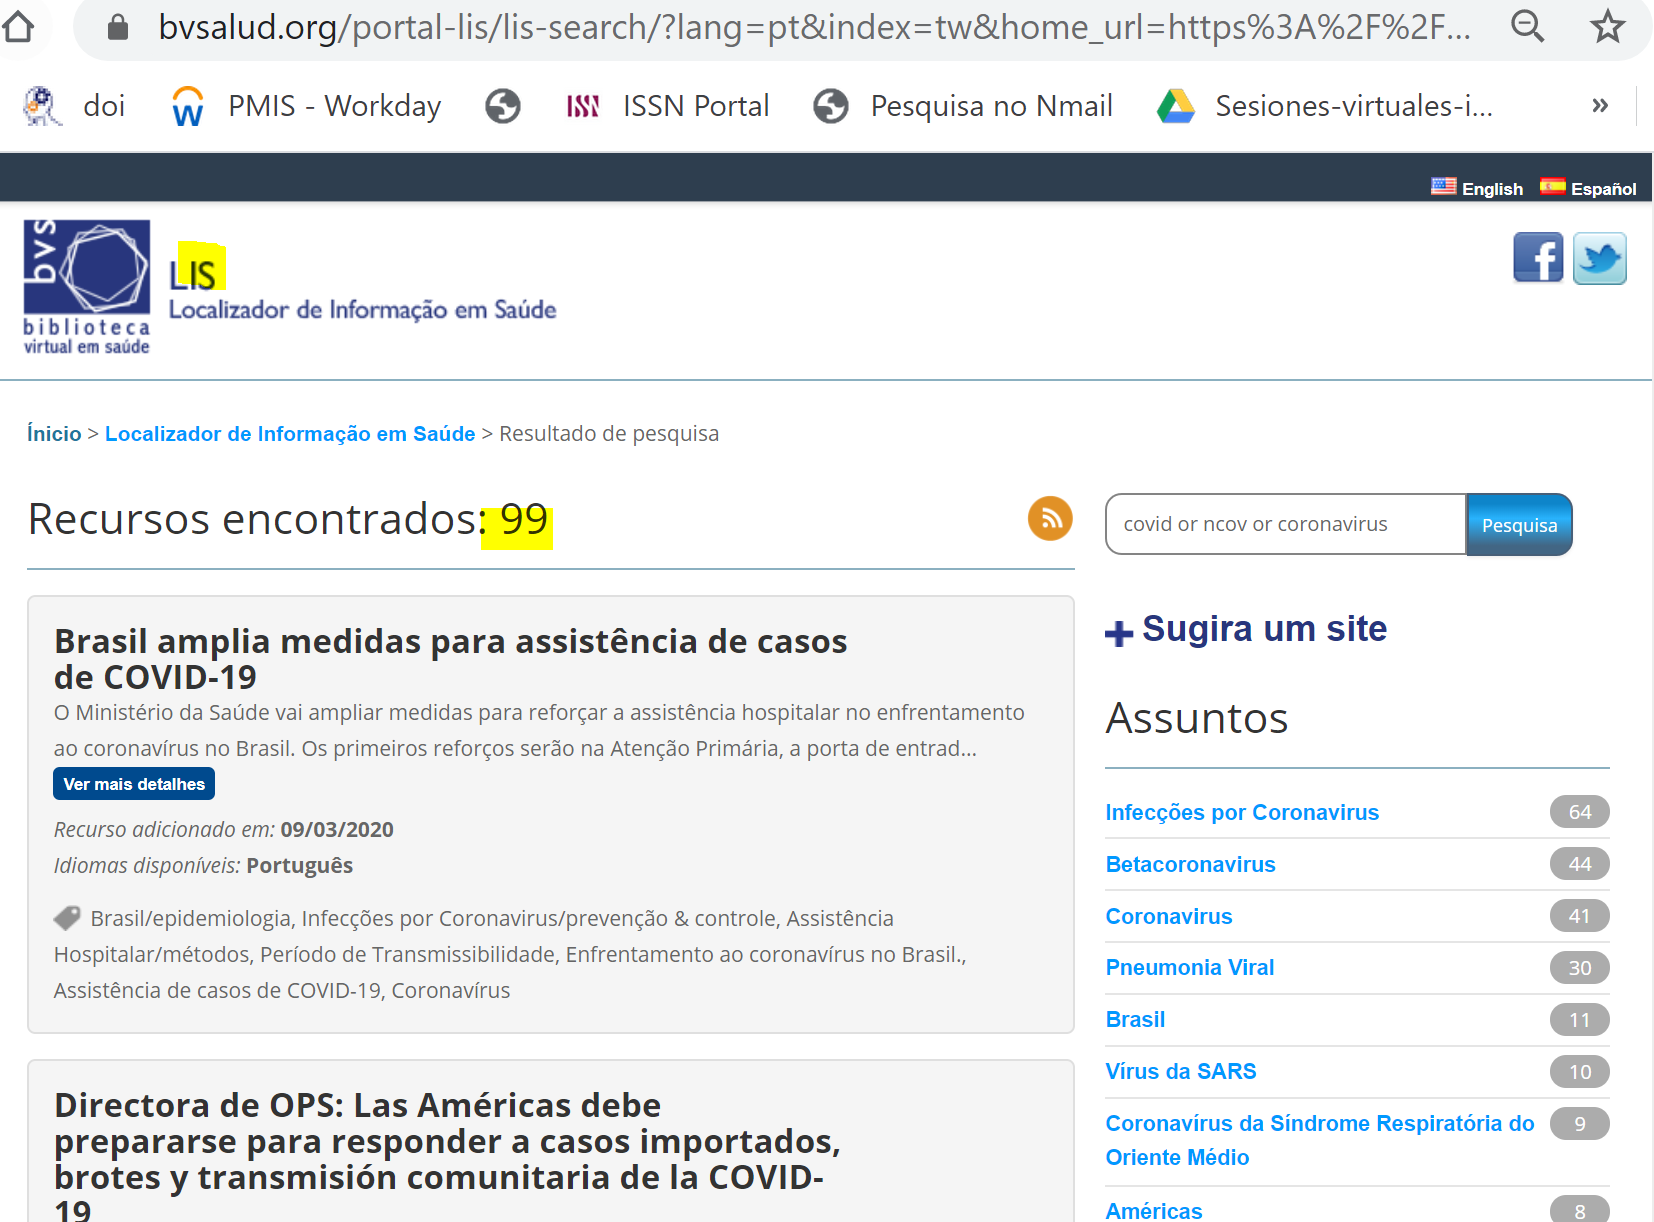 bvsalud.org/portal-lis/lis-search/?lang=pt&index=tw&home_url=https%3A%2F%2F...
doi
PMIS - Workday
ISSN Portal
Pesquisa no Nmail
Sesiones-virtuales-i...
»
English Español
bvs
biblioteca
virtual em saúde
LIS
Localizador de Informação em Saúde
Ínicio > Localizador de Informação em Saúde > Resultado de pesquisa
Recursos encontrados: 99
covid or ncov or coronavirus
Pesquisa
Brasil amplia medidas para assistência de casos
de COVID-19
O Ministério da Saúde vai ampliar medidas para reforçar a assistência hospitalar no enfrentamento
ao coronavírus no Brasil. Os primeiros reforços serão na Atenção Primária, a porta de entrad...
Ver mais detalhes
Recurso adicionado em: 09/03/2020
Idiomas disponíveis: Português
Brasil/epidemiologia, Infecções por Coronavirus/prevenção & controle, Assistência
Hospitalar/métodos, Período de Transmissibilidade, Enfrentamento ao coronavírus no Brasil.,
Assistência de casos de COVID-19, Coronavírus
Directora de OPS: Las Américas debe
prepararse para responder a casos importados,
brotes y transmisión comunitaria de la COVID-
19
+ Sugira um site
Assuntos
Infecções por Coronavirus 64
Betacoronavirus 44
Coronavirus 41
Pneumonia Viral 30
Brasil 11
Vírus da SARS 10
Coronavírus da Síndrome Respiratória do 9
Oriente Médio
Américas 8